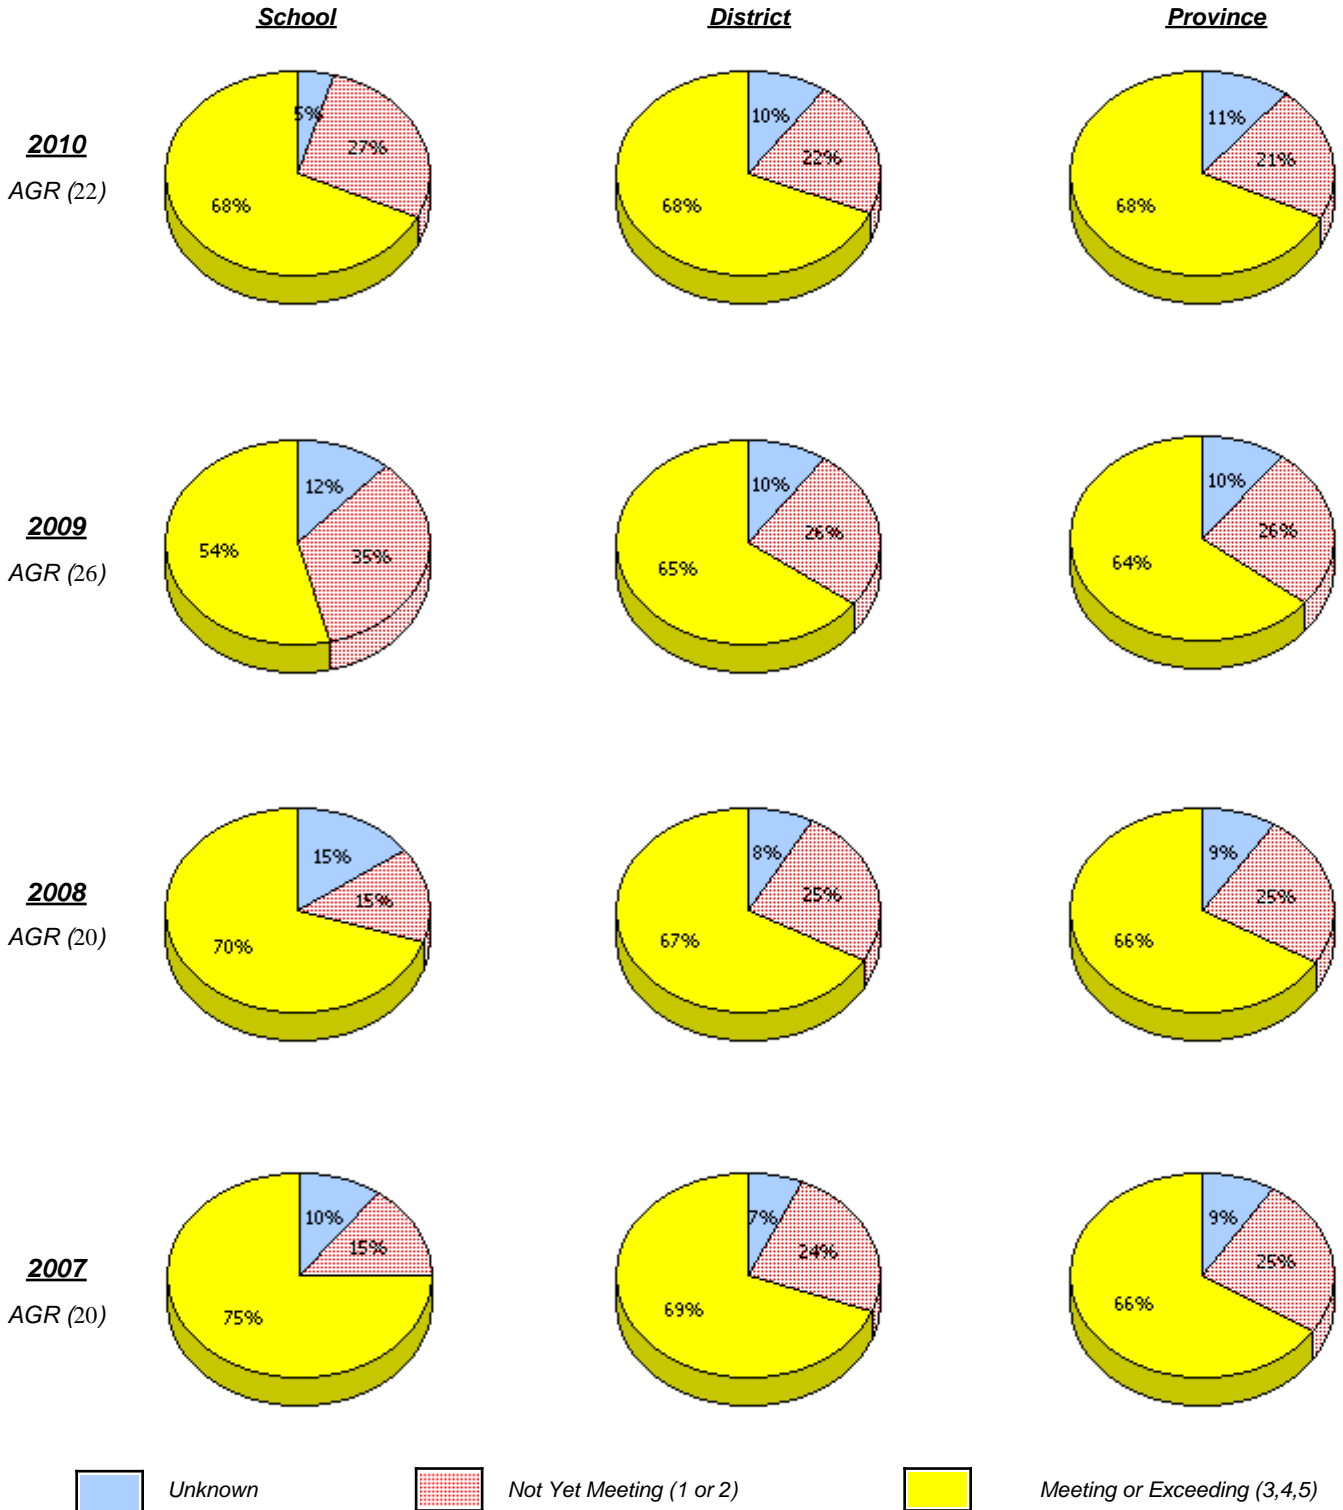 School District Province
5% 10% 11%
2010 27% 22% 21%
AGR (22)
68% 68% 68%
12% 10% 10%
2009 54% 35% 26% 26%
AGR (26) 65% 64%
15% 8% 9%
2008 15% 25% 25%
AGR (20) 70% 67% 66%
10% 7% 9%
2007 15% 24% 25%
AGR (20) 75% 69% 66%
Unknown Not Yet Meeting (1 or 2) Meeting or Exceeding (3,4,5)